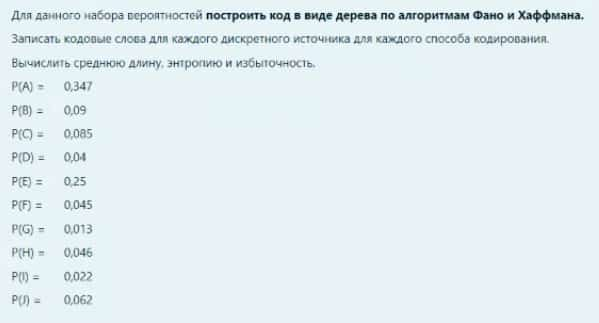 Для данного набора вероятностей построить код в виде дерева по алгоритмам Фано и Хаффмана.
Записать кодовые слова для каждого дискретного источника для каждого способа кодирования.
Вычислить среднюю длину, энтропию и избыточность.
P(A) = 0,347
P(B) = 0,09
P(C) = 0,085
P(D) = 0,04
P(E) = 0,25
P(F) = 0,045
P(G) = 0,013
P(H) = 0,046
P(I) = 0,022
P(J) = 0,062